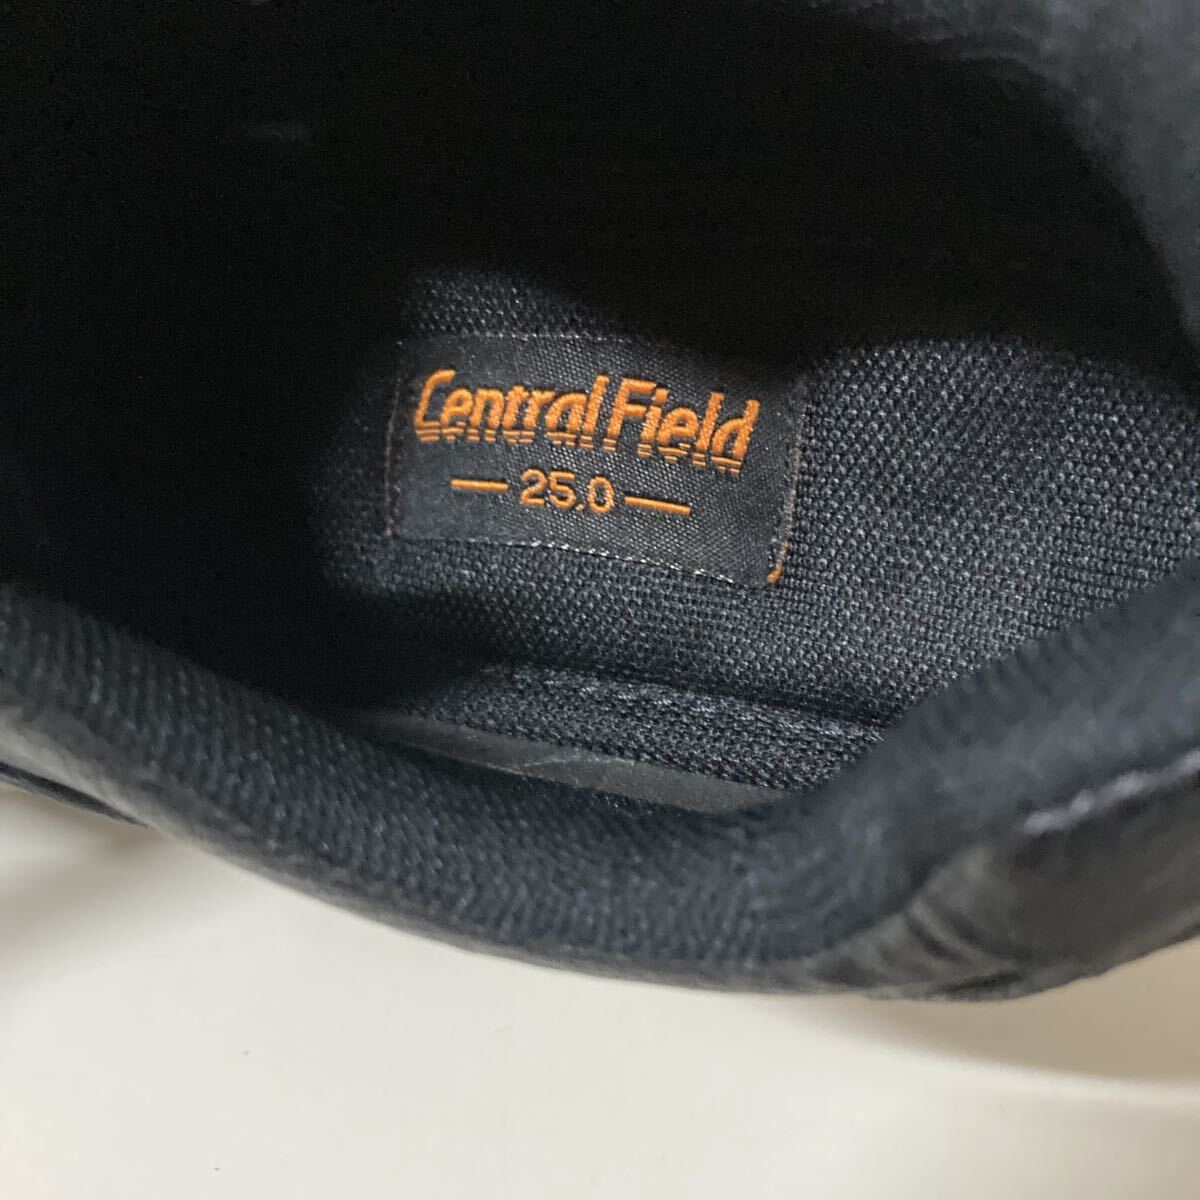 Central Field
— 25.0 —